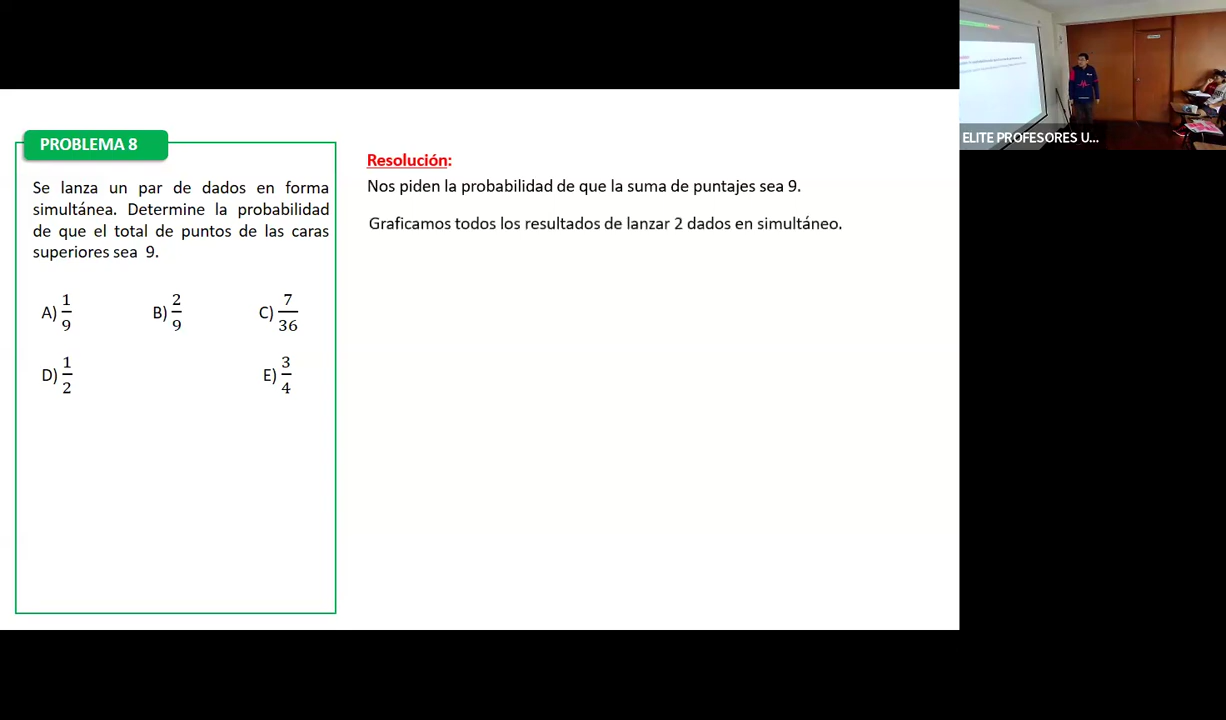 PROBLEMA 8
Se lanza un par de dados en forma
simultánea. Determine la probabilidad
de que el total de puntos de las caras
superiores sea 9.
A) 1/9 B) 2/9 C) 7/36
D) 1/2 E) 3/4
Resolución:
Nos piden la probabilidad de que la suma de puntajes sea 9.
Graficamos todos los resultados de lanzar 2 dados en simultáneo.
ELITE PROFESORES U...